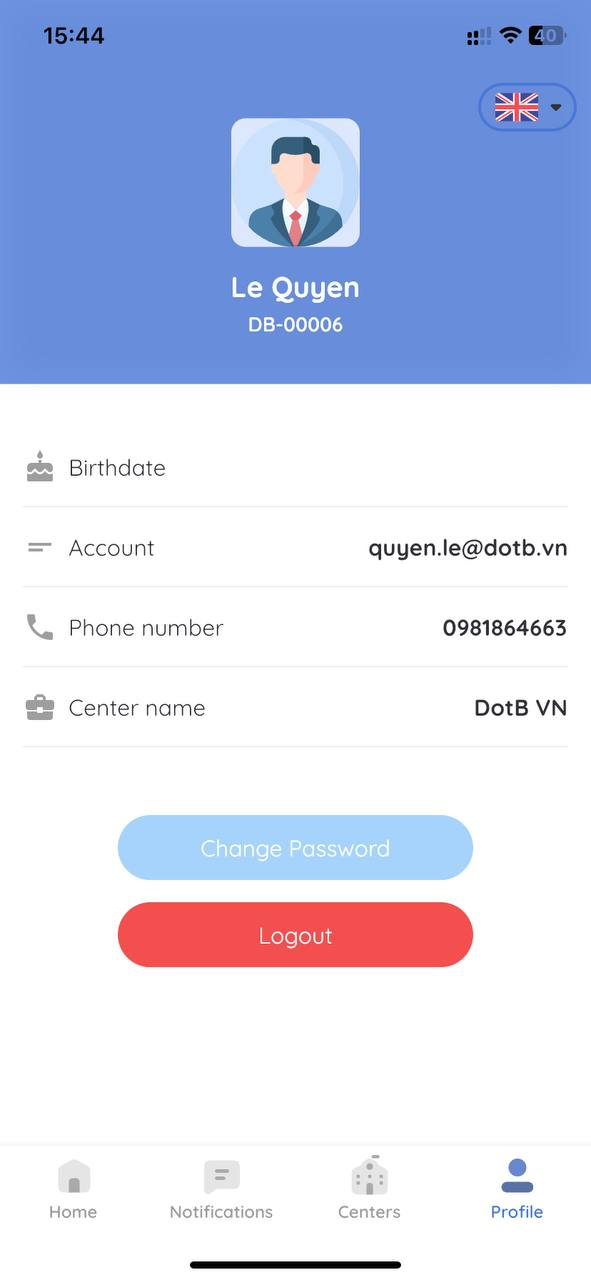 15:44
40
Le Quyen
DB-00006
Birthdate
Account quyen.le@dotb.vn
Phone number 0981864663
Center name DotB VN
Change Password
Logout
Home Notifications Centers Profile